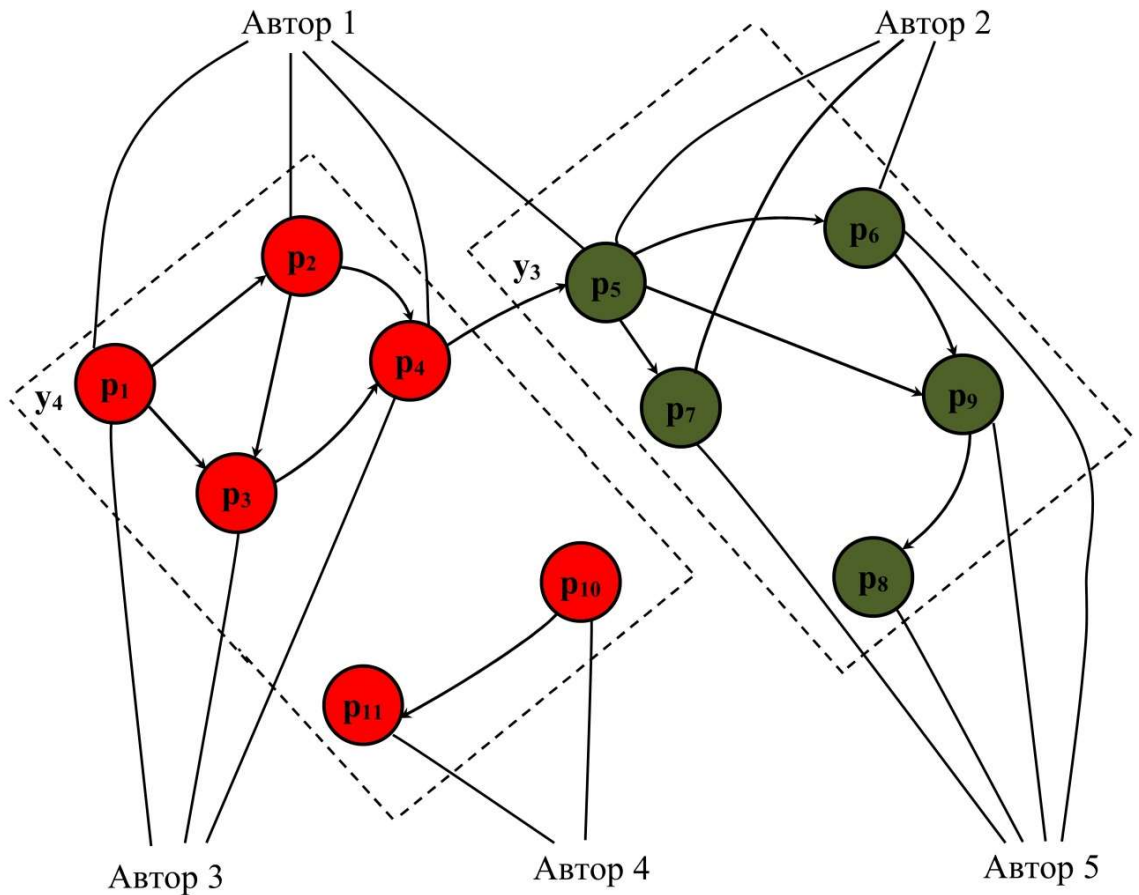 Автор 1
Автор 2
p₂
p₆
y₃
p₅
p₁
p₄
y₄
p₇
p₉
p₃
p₁₀
p₈
p₁₁
Автор 3
Автор 4
Автор 5